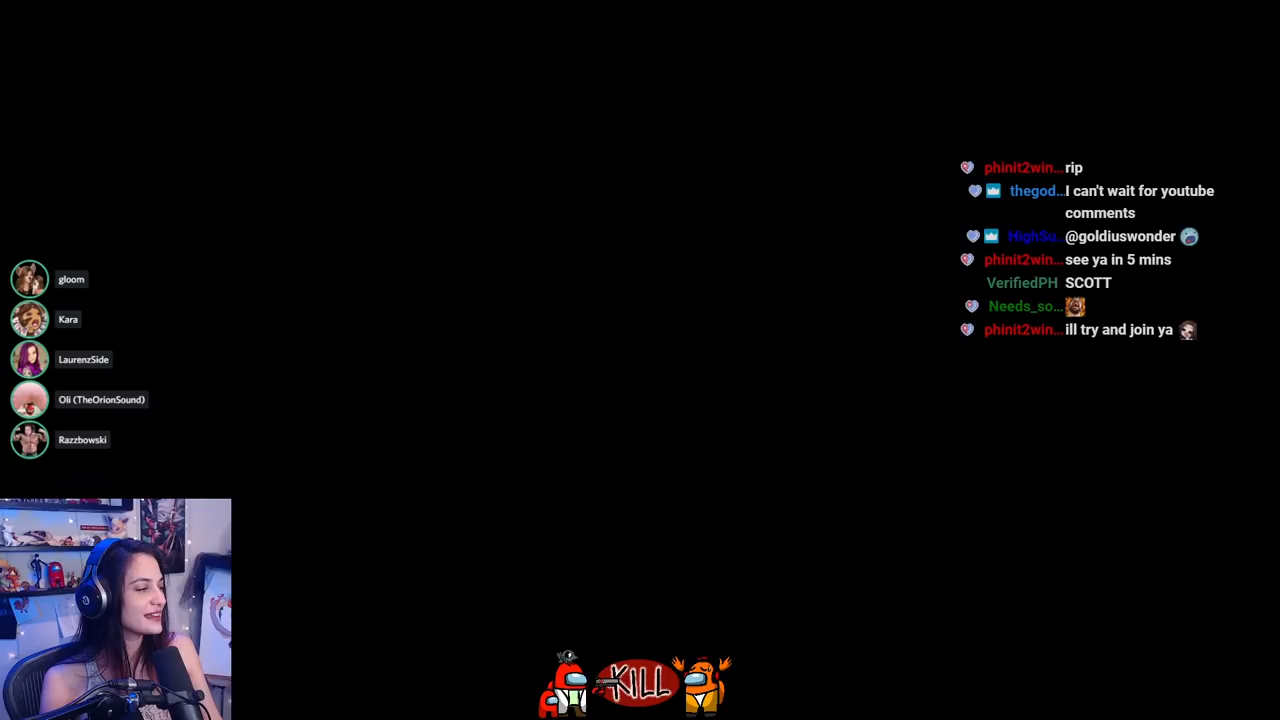 phinit2win... rip
thegod... I can't wait for youtube
comments
HighSu... @goldiuswonder
phinit2win... see ya in 5 mins
VerifiedPH SCOTT
Needs_so...
phinit2win... ill try and join ya
gloom
Kara
LaurenzSide
Oli (TheOrionSound)
Razzbowski
KILL